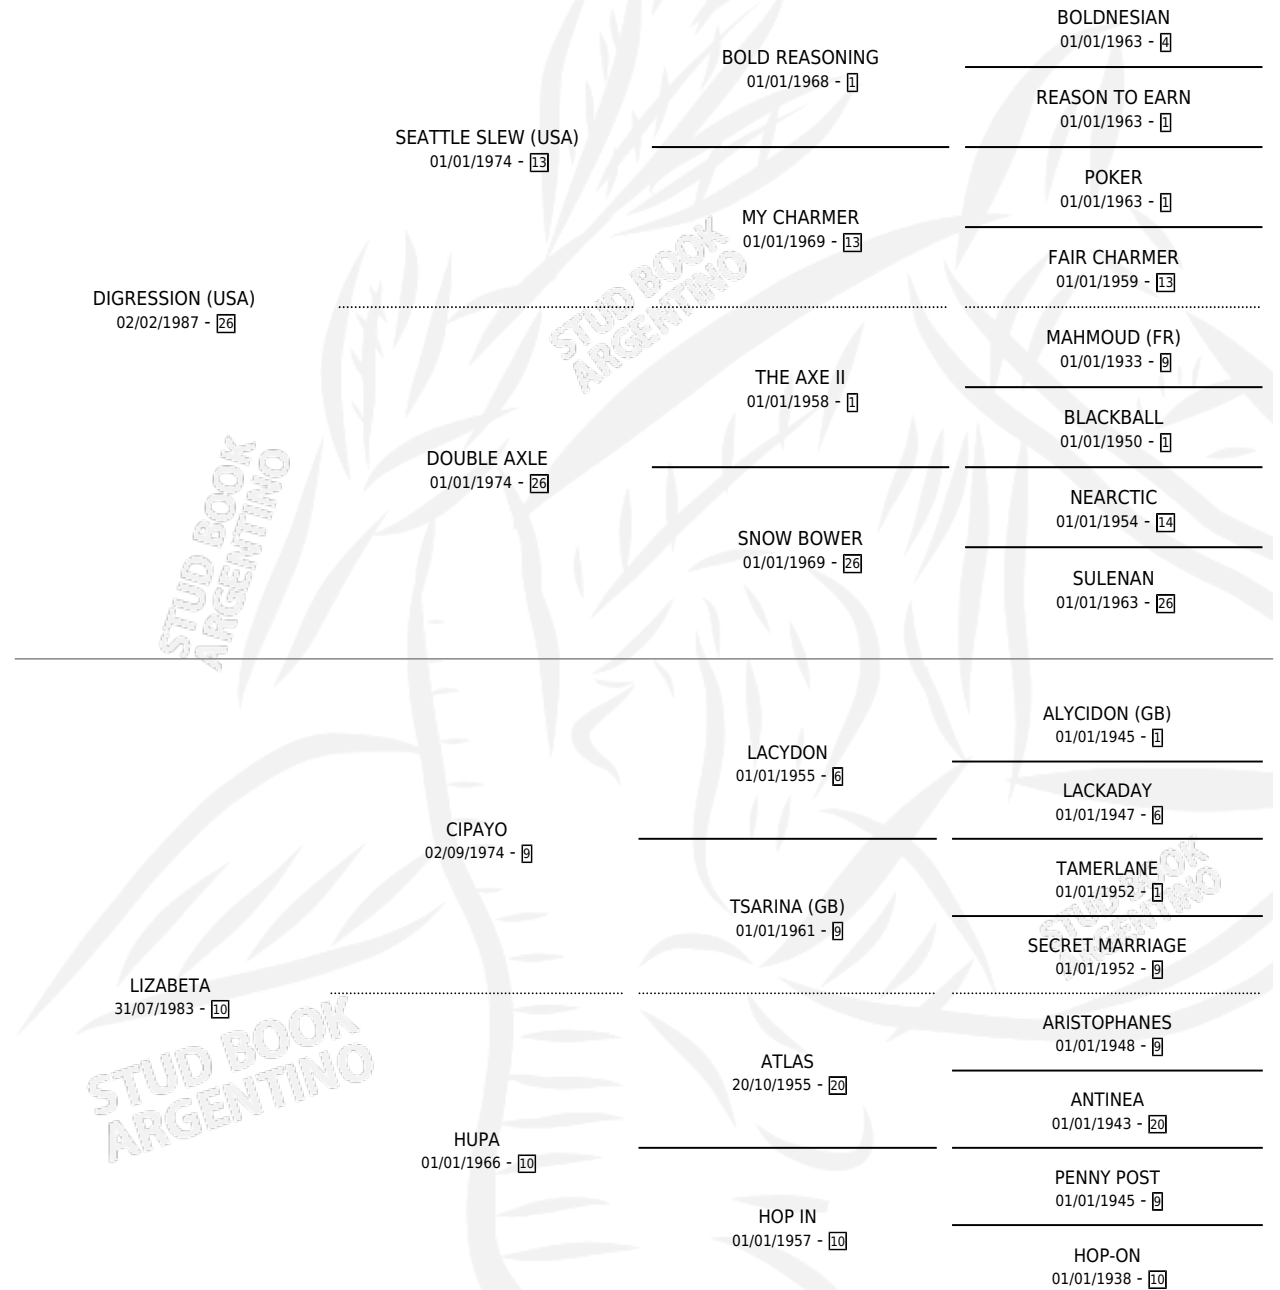 BOLDNESIAN
01/01/1963 - 4
BOLD REASONING
01/01/1968 - 1
REASON TO EARN
01/01/1963 - 1
SEATTLE SLEW (USA)
01/01/1974 - 13
POKER
01/01/1963 - 1
MY CHARMER
01/01/1969 - 13
FAIR CHARMER
01/01/1959 - 13
DIGRESSION (USA)
02/02/1987 - 26
MAHMOUD (FR)
01/01/1933 - 9
THE AXE II
01/01/1958 - 1
BLACKBALL
01/01/1950 - 1
DOUBLE AXLE
01/01/1974 - 26
NEARCTIC
01/01/1954 - 14
SNOW BOWER
01/01/1969 - 26
SULENAN
01/01/1963 - 26
ALYCIDON (GB)
01/01/1945 - 1
LACYDON
01/01/1955 - 6
LACKADAY
01/01/1947 - 6
CIPAYO
02/09/1974 - 9
TAMERLANE
01/01/1952 - 1
TSARINA (GB)
01/01/1961 - 9
SECRET MARRIAGE
01/01/1952 - 9
LIZABETA
31/07/1983 - 10
ARISTOPHANES
01/01/1948 - 9
ATLAS
20/10/1955 - 20
ANTINEA
01/01/1943 - 20
HUPA
01/01/1966 - 10
PENNY POST
01/01/1945 - 9
HOP IN
01/01/1957 - 10
HOP-ON
01/01/1938 - 10
STUD BOOK
ARGENTINO
STUD BOOK
ARGENTINO
STUD BOOK
ARGENTINO
STUD BOOK
ARGENTINO